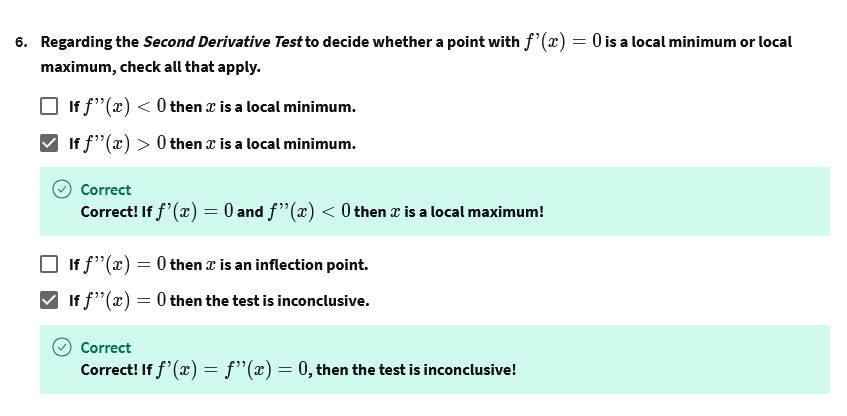 6. Regarding the Second Derivative Test to decide whether a point with f’(x) = 0 is a local minimum or local
maximum, check all that apply.
If f’’(x) < 0 then x is a local minimum.
If f’’(x) > 0 then x is a local minimum.
Correct
Correct! If f’(x) = 0 and f’’(x) < 0 then x is a local maximum!
If f’’(x) = 0 then x is an inflection point.
If f’’(x) = 0 then the test is inconclusive.
Correct
Correct! If f’(x) = f’’(x) = 0, then the test is inconclusive!